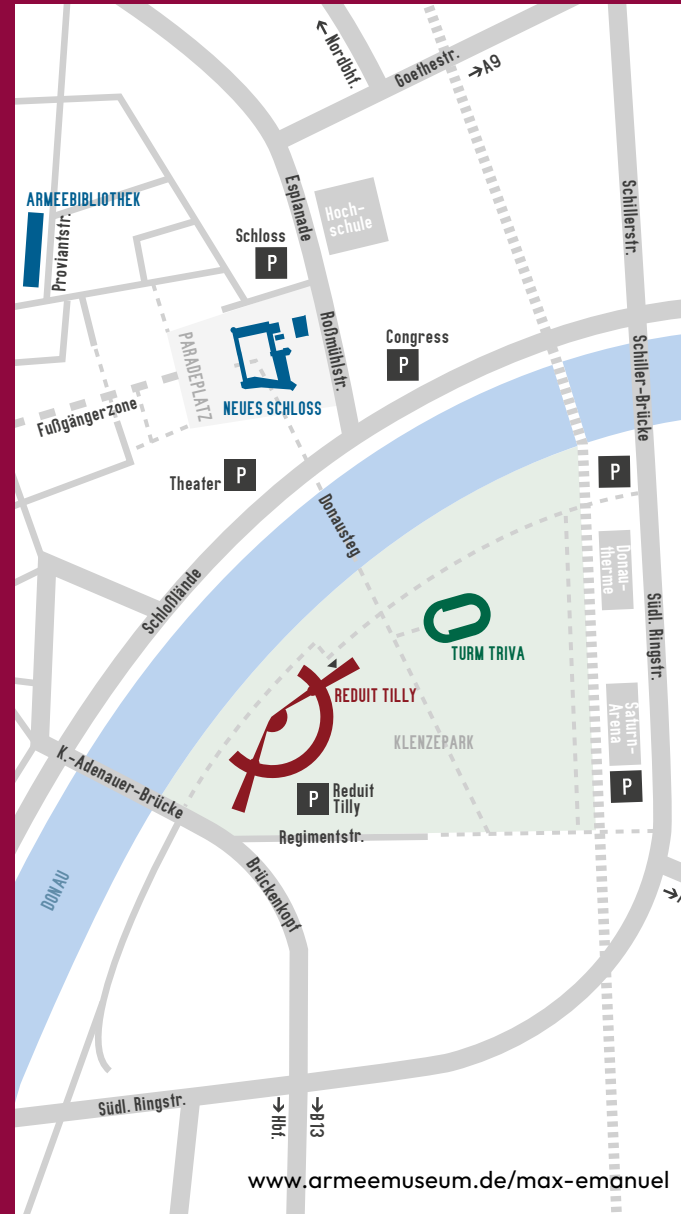 Nordbhf.
Goethestr.
A9
ARMEEBIBLIOTHEK
Proviantstr.
Esplanade
Hoch-
schule
Schillerstr.
Schloss
P
PARADEPLATZ
NEUES SCHLOSS
Roßmühlstr.
Congress
P
Schiller-Brücke
Fußgängerzone
Theater P
Donausteg
P
Donau-
therme
Schloßlände
TURM TRIVA
Südl. Ringstr.
REDUIT TILLY
KLENZEPARK
Saturn-
Arena
P
K.-Adenauer-Brücke
P Reduit
Tilly
Regimentstr.
DONAU
Brückenkopf
Südl. Ringstr.
Hbf.
B13
www.armeemuseum.de/max-emanuel